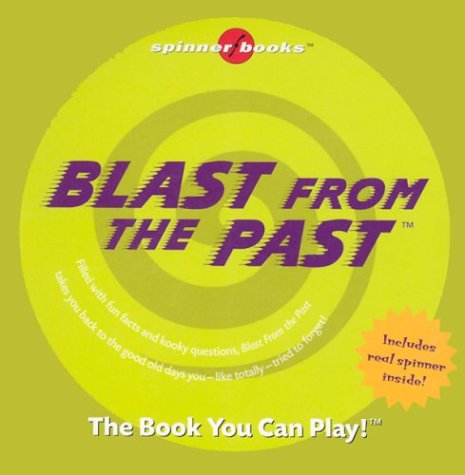 spinner books™
BLAST FROM
THE PAST™
Filled with fun facts and kooky questions, Blast from the Past
takes you back to the good old days you—like totally—tried to forget!
Includes
real spinner
inside!
The Book You Can Play!™